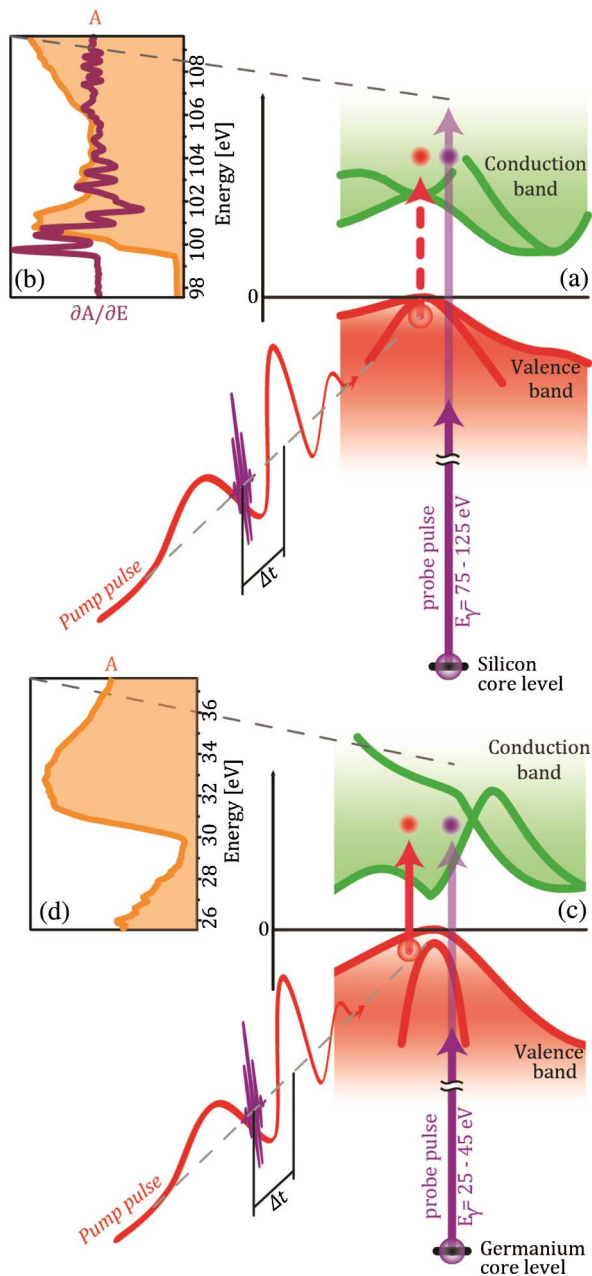 A
108
106
104
102
100
98
Energy [eV]
(b)
∂A/∂E
0
Conduction
band
(a)
Valence
band
probe pulse
Eγ= 75 - 125 eV
Pump pulse
Δt
Silicon
core level
A
36
34
32
30
28
26
Energy [eV]
(d)
0
Conduction
band
(c)
Valence
band
probe pulse
Eγ= 25 - 45 eV
Pump pulse
Δt
Germanium
core level